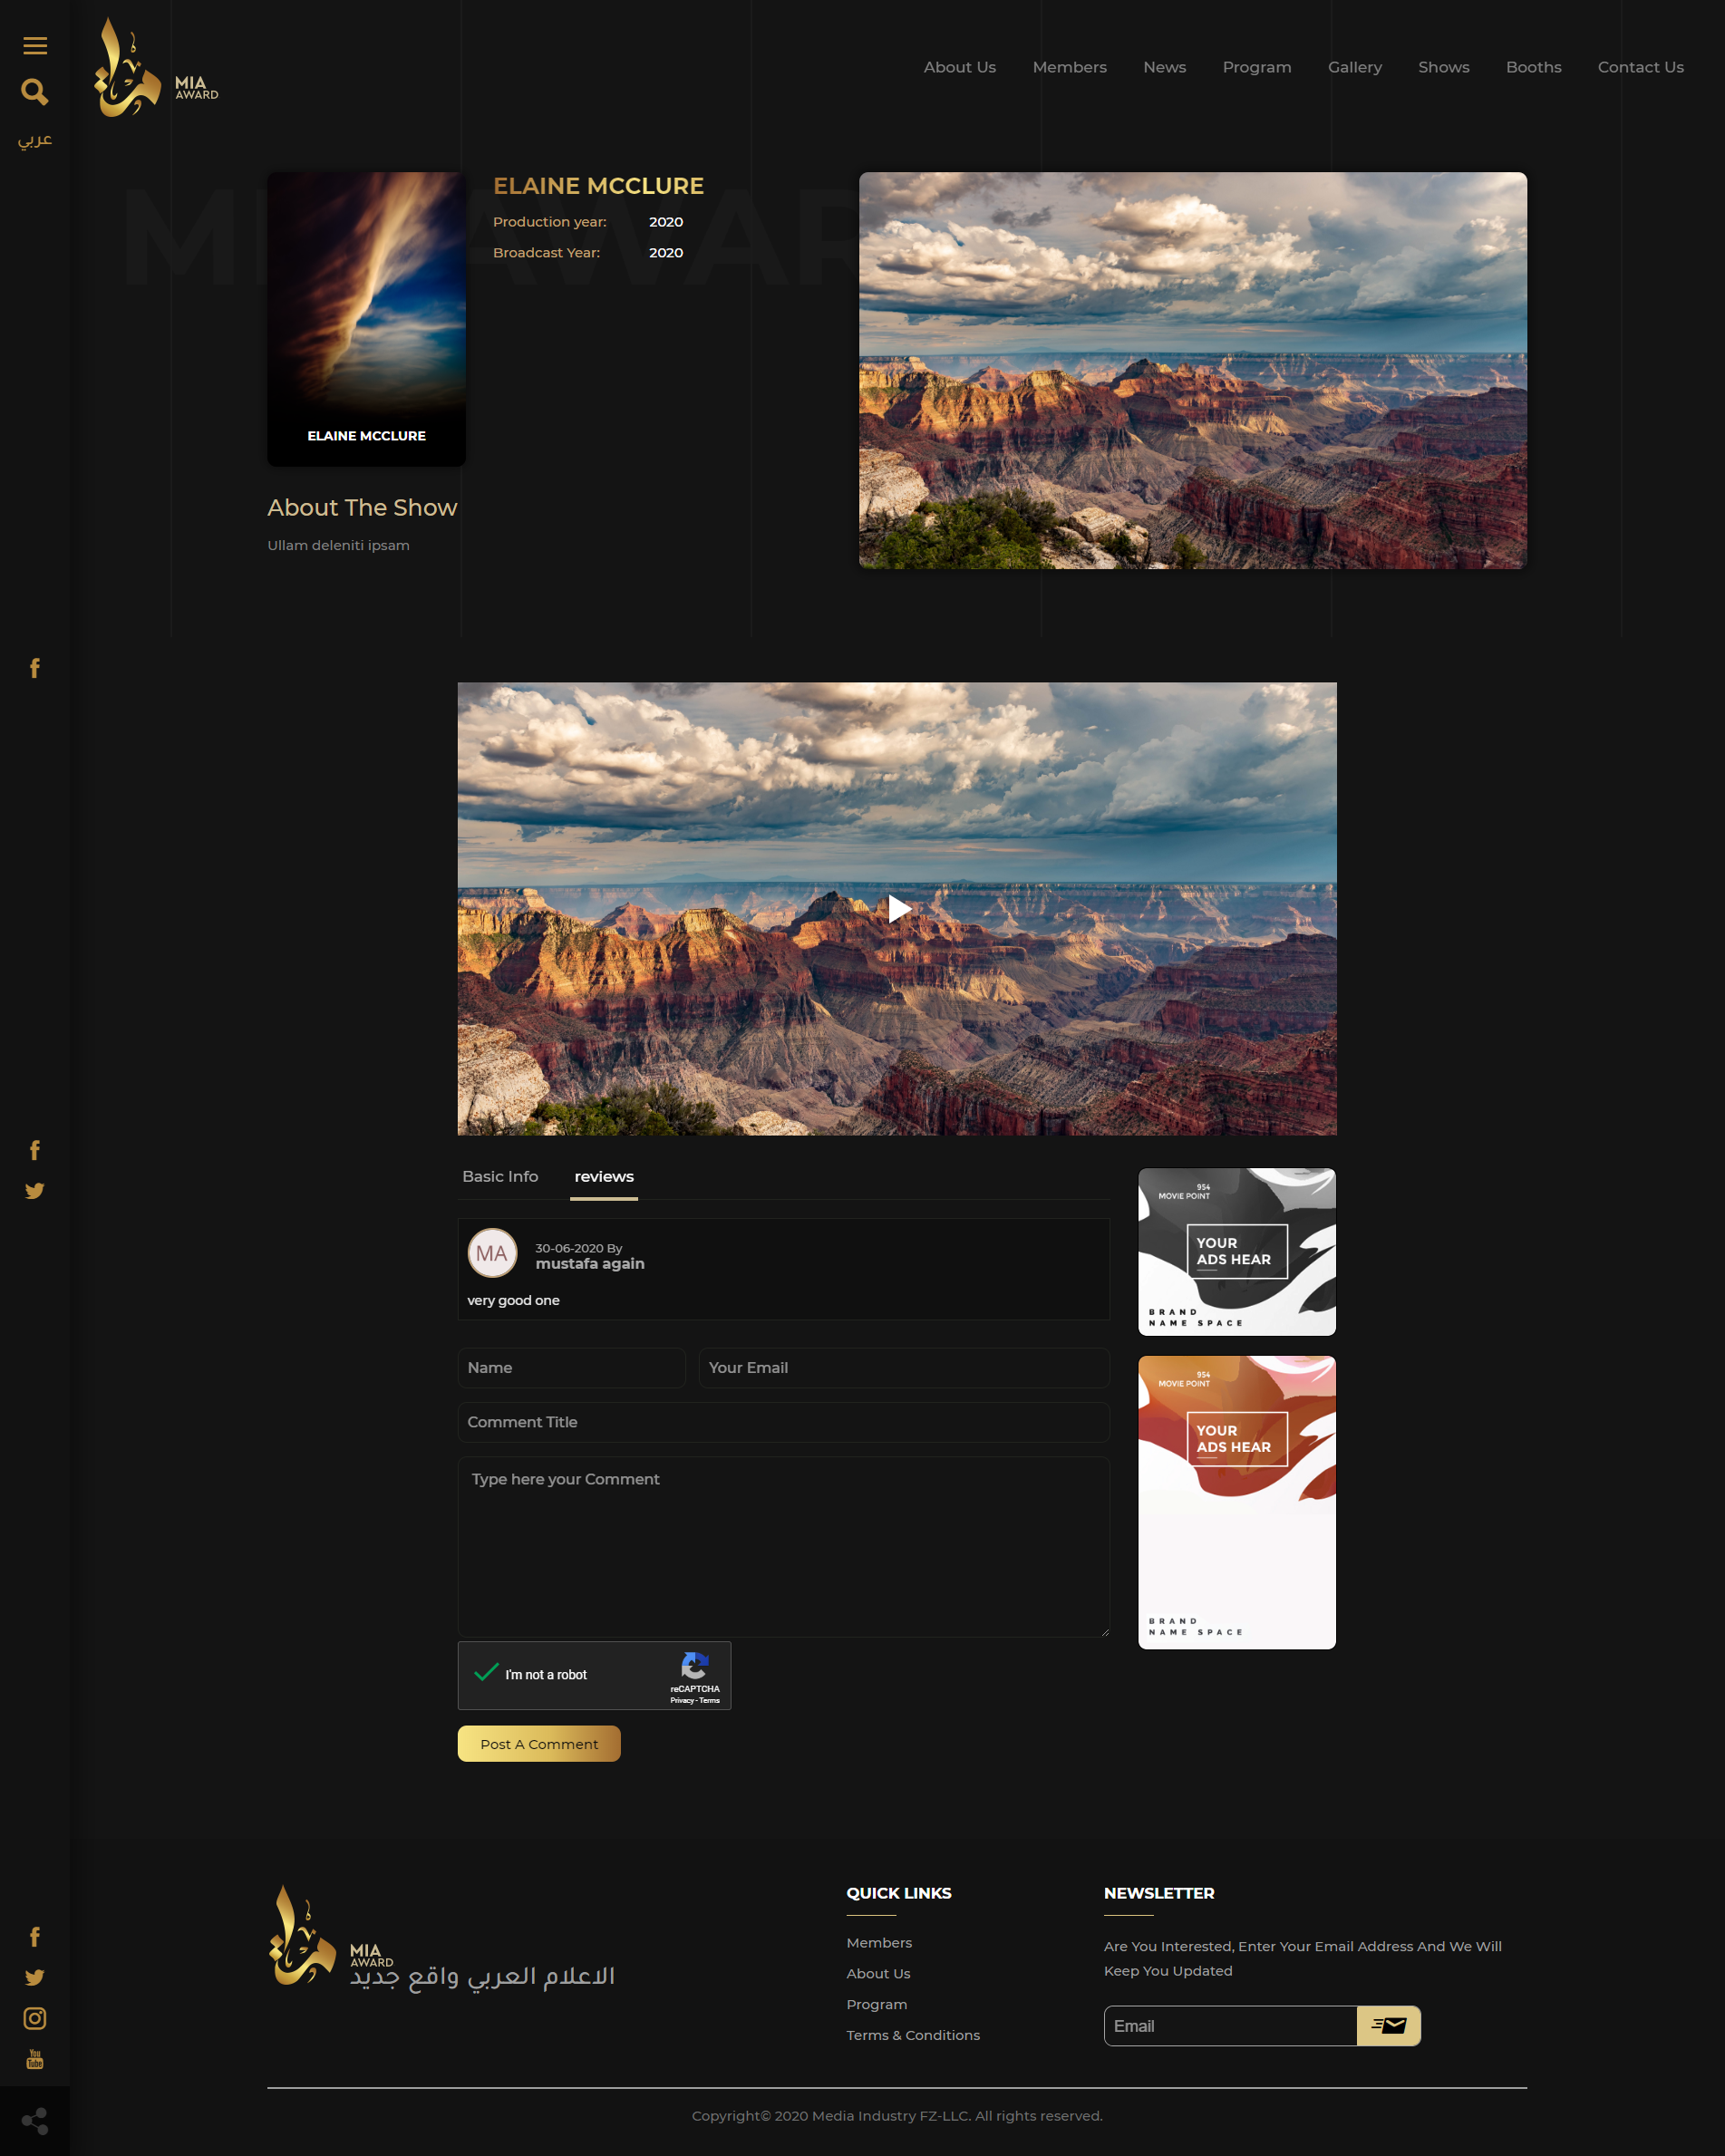 عربي
MIA
AWARD
About Us
Members
News
Program
Gallery
Shows
Booths
Contact Us
MIA AWARD
ELAINE MCCLURE
ELAINE MCCLURE
Production year: 2020
Broadcast Year: 2020
About The Show
Ullam deleniti ipsam
Basic Info
reviews
MA
30-06-2020 By
mustafa again
very good one
Name
Your Email
Comment Title
Type here your Comment
I'm not a robot
reCAPTCHA
Privacy - Terms
Post A Comment
954
MOVIE POINT
YOUR
ADS HEAR
BRAND
NAME SPACE
954
MOVIE POINT
YOUR
ADS HEAR
BRAND
NAME SPACE
MIA
AWARD
الاعلام العربي واقع جديد
QUICK LINKS
Members
About Us
Program
Terms & Conditions
NEWSLETTER
Are You Interested, Enter Your Email Address And We Will
Keep You Updated
Email
You
Tube
Copyright© 2020 Media Industry FZ-LLC. All rights reserved.